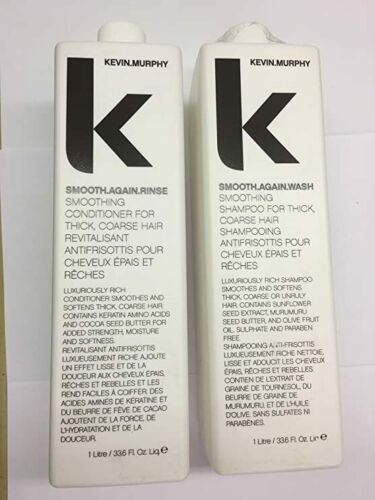 KEVIN.MURPHY
k
SMOOTH.AGAIN.RINSE
SMOOTHING
CONDITIONER FOR
THICK, COARSE HAIR
REVITALISANT
ANTIFRISOTTIS POUR
CHEVEUX ÉPAIS ET
RÊCHES
LUXURIOUSLY RICH
CONDITIONER SMOOTHES AND
SOFTENS THICK, COARSE HAIR.
CONTAINS KERATIN AMINO ACIDS
AND COCOA SEED BUTTER FOR
ADDED STRENGTH, MOISTURE
AND SOFTNESS.
REVITALISANT ANTIFRISOTTIS
LUXUEUSEMENT RICHE AJOUTE
UN EFFET LISSE ET DE LA
DOUCEUR AUX CHEVEUX ÉPAIS,
RÊCHES ET REBELLES ET LES
REND FACILES À COIFFER. DES
ACIDES AMINÉS DE KÉRATINE ET
DU BEURRE DE FÈVE DE CACAO
AJOUTENT DE LA FORCE, DE
L'HYDRATATION ET DE LA
DOUCEUR.
1 Litre / 33.6 Fl. Oz. Liq. e
KEVIN.MURPHY
k
SMOOTH.AGAIN.WASH
SMOOTHING
SHAMPOO FOR THICK,
COARSE HAIR
SHAMPOOING
ANTIFRISOTTIS POUR
CHEVEUX ÉPAIS ET
RÊCHES
LUXURIOUSLY RICH SHAMPOO
SMOOTHES AND SOFTENS
THICK, COARSE OR UNRULY
HAIR. CONTAINS SUNFLOWER
SEED EXTRACT, MURUMURU
SEED BUTTER, AND OLIVE FRUIT
OIL. SULPHATE AND PARABEN
FREE.
SHAMPOOING ANTI-FRISOTTIS
LUXUEUSEMENT RICHE NETTOIE,
LISSE ET ADOUCIT LES CHEVEUX
ÉPAIS, RÊCHES ET REBELLES.
CONTIEN DE L'EXTRAIT DE
GRAINE DE TOURNESOL, DU
BEURRE DE GRAINE DE
MURUMURU, ET DE L'HUILE
D'OLIVE. SANS SULFATES NI
PARABÈNES.
1 Litre / 33.6 Fl. Oz.